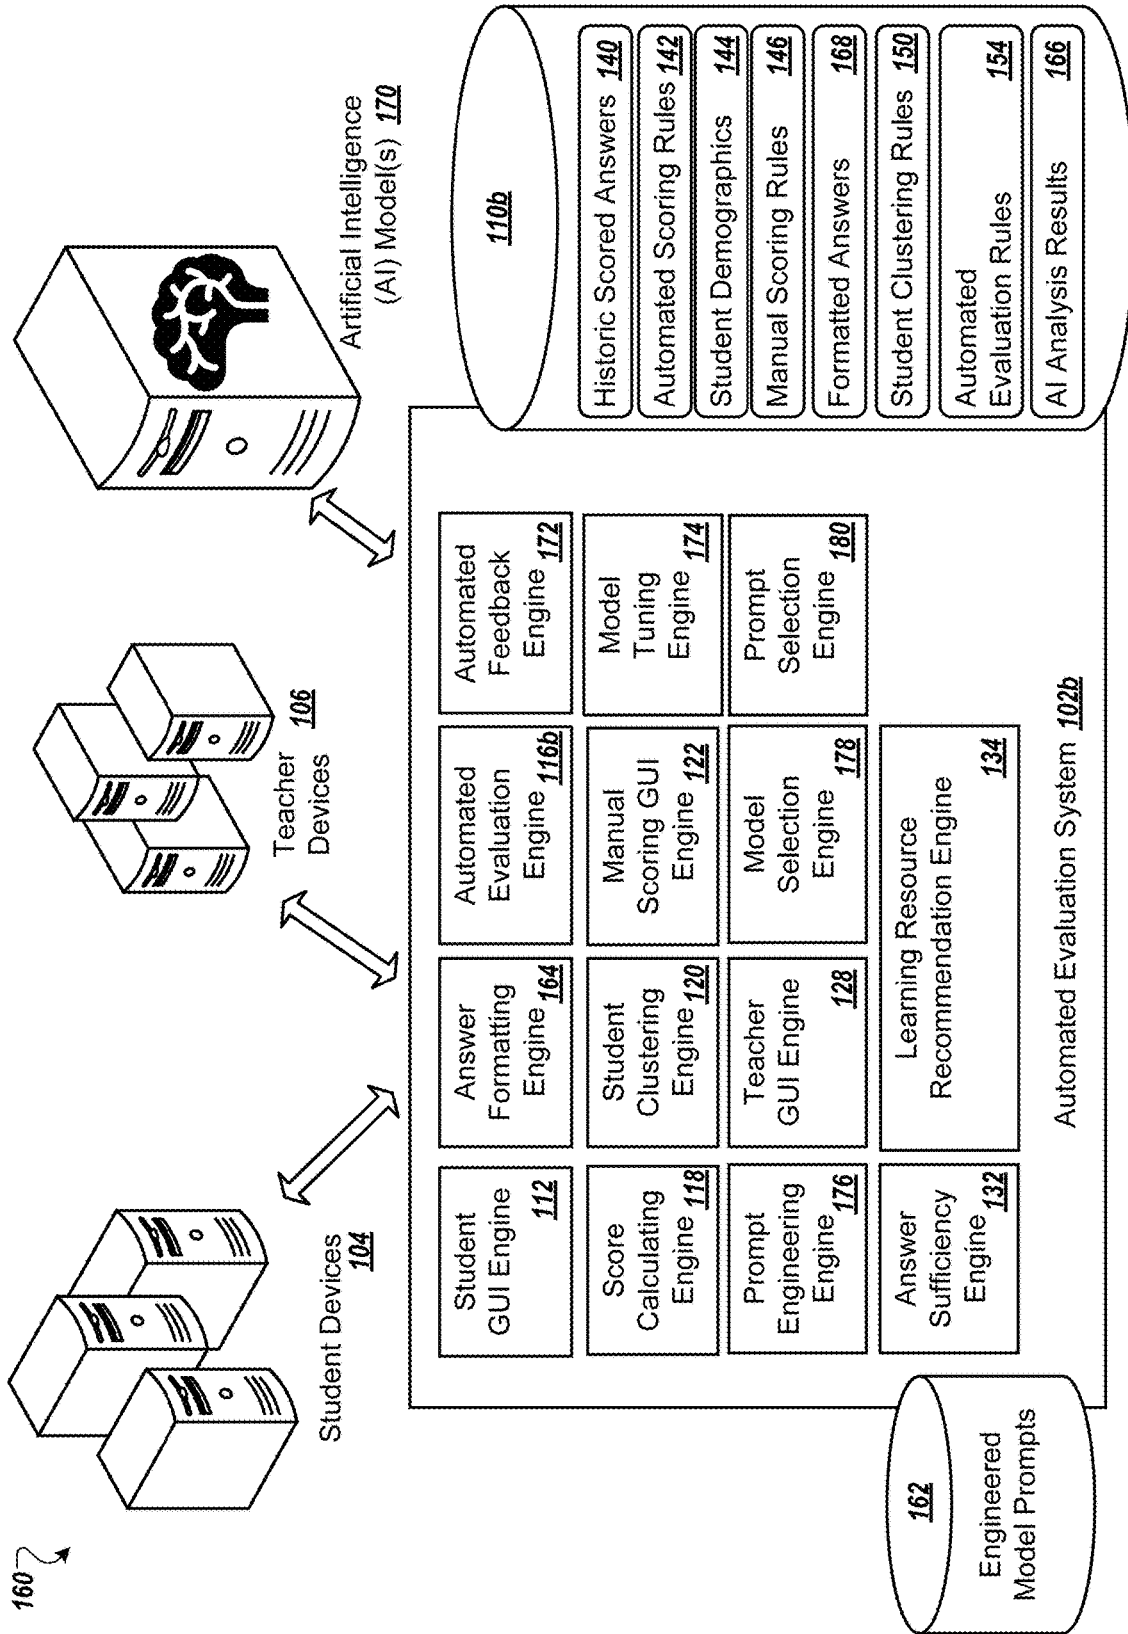 160
Student Devices
104
Teacher
Devices
106
Artificial Intelligence
(AI) Model(s) 170
Student
GUI Engine
112
Answer
Formatting
Engine 164
Automated
Evaluation
Engine 116b
Automated
Feedback
Engine 172
Score
Calculating
Engine 118
Student
Clustering
Engine 120
Manual
Scoring GUI
Engine 122
Model
Tuning
Engine 174
Prompt
Engineering
Engine 176
Teacher
GUI Engine
128
Model
Selection
Engine 178
Prompt
Selection
Engine 180
Answer
Sufficiency
Engine 132
Learning Resource
Recommendation Engine
134
Automated Evaluation System 102b
162
Engineered
Model Prompts
110b
Historic Scored Answers 140
Automated Scoring Rules 142
Student Demographics 144
Manual Scoring Rules 146
Formatted Answers 168
Student Clustering Rules 150
Automated
Evaluation Rules 154
AI Analysis Results 166